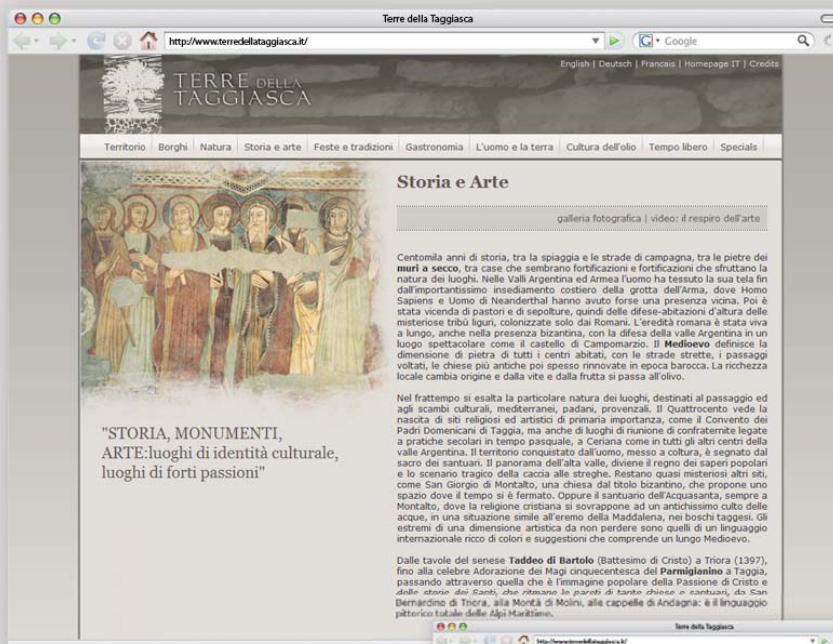 Terre della Taggiasca
http://www.terredellataggiasca.it/
Google
English | Deutsch | Francais | Homepage IT | Credits
TERRE DELLA
TAGGIASCA
Territorio | Borghi | Natura | Storia e arte | Feste e tradizioni | Gastronomia | L'uomo e la terra | Cultura dell'olio | Tempo libero | Specials
Storia e Arte
galleria fotografica | video: il respiro dell'arte
Centomila anni di storia, tra la spiaggia e le strade di campagna, tra le pietre dei
muri a secco, tra case che sembrano fortificazioni e fortificazioni che sfruttano la
natura dei luoghi. Nelle Valli Argentina ed Armea l'uomo ha tessuto la sua tela fin
dall'importantissimo insediamento costiero della grotta dell'Arma, dove Homo
Sapiens e Uomo di Neanderthal hanno avuto forse una presenza vicina. Poi è
stata vicenda di pastori e di sepolture, quindi delle difese-abitazioni d'altura delle
misteriose tribù liguri, colonizzate solo dai Romani. L'eredità romana è stata viva
a lungo, anche nella presenza bizantina, con la difesa della valle Argentina in un
luogo spettacolare come il castello di Campomarzio. Il Medioevo definisce la
dimensione di pietra di tutti i centri abitati, con le strade strette, i passaggi
voltati, le chiese più antiche poi spesso rinnovate in epoca barocca. La ricchezza
locale cambia origine e dalla vite e dalla frutta si passa all'olivo.
Nel frattempo si esalta la particolare natura dei luoghi, destinati al passaggio ed
agli scambi culturali, mediterranei, padani, provenzali. Il Quattrocento vede la
nascita di siti religiosi ed artistici di primaria importanza, come il Convento dei
Padri Domenicani di Taggia, ma anche di luoghi di riunione di confraternite legate
a pratiche secolari in tempo pasquale, a Ceriana come in tutti gli altri centri della
valle Argentina. Il territorio conquistato dall'uomo, messo a coltura, è segnato dal
sacro dei santuari. Il panorama dell'alta valle, diviene il regno dei saperi popolari
e lo scenario tragico della caccia alle streghe. Restano quasi misteriosi altri siti,
come San Giorgio di Montalto, una chiesa dal titolo bizantino, che propone uno
spazio dove il tempo si è fermato. Oppure il santuario dell'Acquasanta, sempre a
Montalto, dove la religione cristiana si sovrappone ad un antichissimo culto delle
acque, in una situazione simile all'eremo della Maddalena, nei boschi taggesi. Gli
estremi di una dimensione artistica da non perdere sono quelli di un linguaggio
internazionale ricco di colori e suggestioni che comprende un lungo Medioevo.
Dalle tavole del senese Taddeo di Bartolo (Battesimo di Cristo) a Triora (1397),
fino alla celebre Adorazione dei Magi cinquecentesca del Parmigianino a Taggia,
passando attraverso quella che è l'immagine popolare della Passione di Cristo e
delle storie dei Santi, che ritmano le pareti di tante chiese e santuari, da San
Bernardino di Triora, alla Montà di Molini, alle cappelle di Andagna: è il linguaggio
pittorico totale delle Alpi Marittime.
"STORIA, MONUMENTI,
ARTE:luoghi di identità culturale,
luoghi di forti passioni"
Terre della Taggiasca
http://www.terredellataggiasca.it/